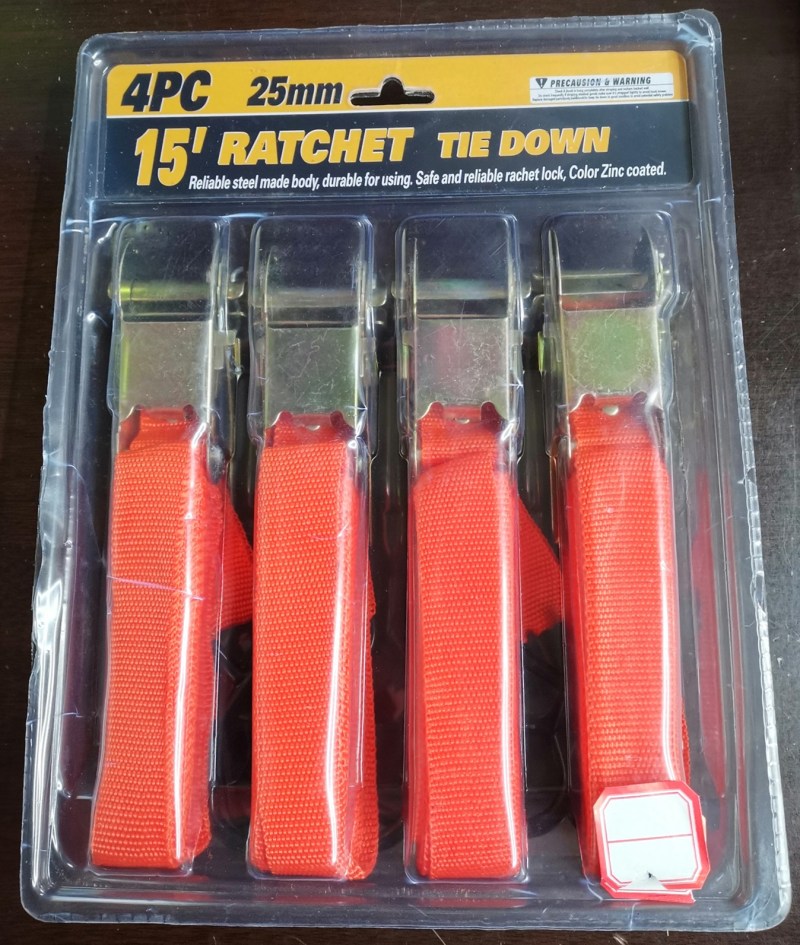 4PC 25mm
PRECAUSION & WARNING
15' RATCHET TIE DOWN
Reliable steel made body, durable for using. Safe and reliable rachet lock, Color Zinc coated.